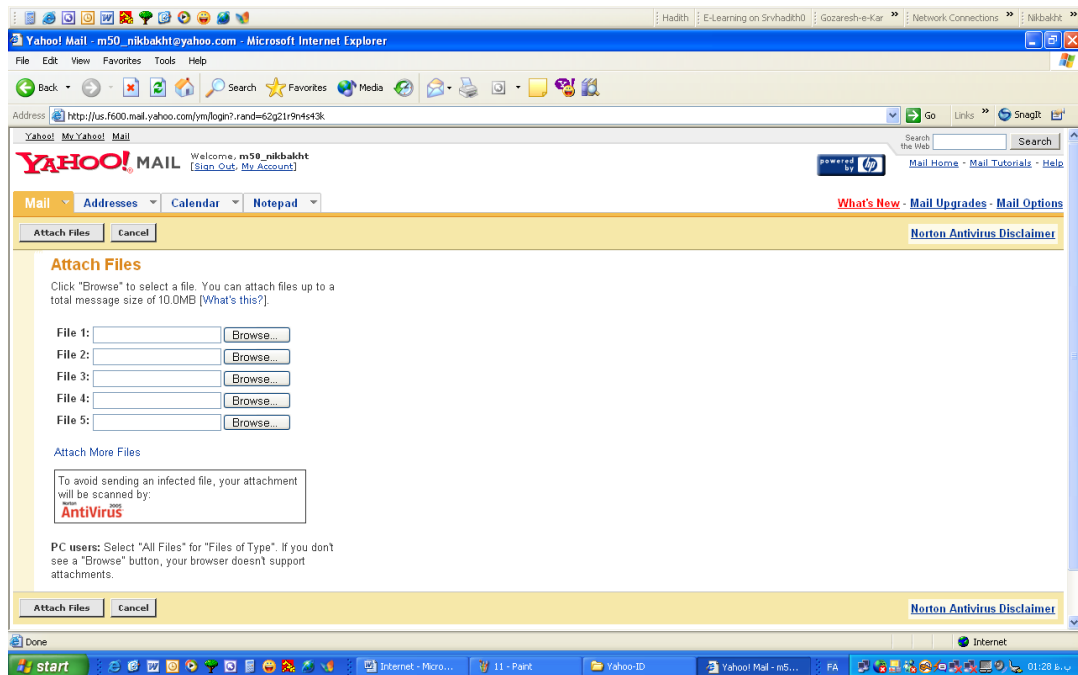 Hadith E-Learning on Srvhadith0 Gozaresh-e-Kar » Network Connections » Nikbakht »
Yahoo! Mail - m50_nikbakht@yahoo.com - Microsoft Internet Explorer
File Edit View Favorites Tools Help
Back Search Favorites Media
Address http://us.f600.mail.yahoo.com/ym/login?.rand=62g21r9n4s43k Go Links » SnagIt
Yahoo! My Yahoo! Mail
Search the Web Search
YAHOO! MAIL Welcome, m50_nikbakht
[Sign Out, My Account]
powered by hp Mail Home - Mail Tutorials - Help
Mail Addresses Calendar Notepad What's New - Mail Upgrades - Mail Options
Attach Files Cancel Norton Antivirus Disclaimer
Attach Files
Click "Browse" to select a file. You can attach files up to a
total message size of 10.0MB [What's this?].
File 1: Browse...
File 2: Browse...
File 3: Browse...
File 4: Browse...
File 5: Browse...
Attach More Files
To avoid sending an infected file, your attachment
will be scanned by:
Norton AntiVirus 2005
PC users: Select "All Files" for "Files of Type". If you don't
see a "Browse" button, your browser doesn't support
attachments.
Attach Files Cancel Norton Antivirus Disclaimer
Done Internet
start Internet - Micro... 11 - Paint Yahoo-ID Yahoo! Mail - m5... FA 01:28 ب.ظ